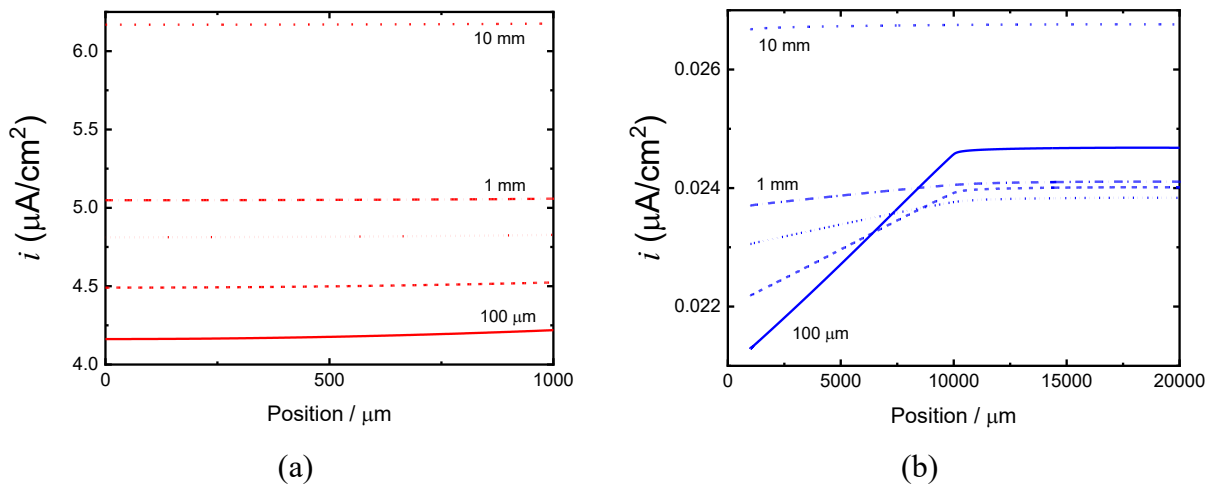 10 mm
6.0
5.5
1 mm
5.0
4.5
100 μm
4.0
0
500
1000
i (μA/cm²)
Position / μm
(a)
10 mm
0.026
1 mm
0.024
0.022
100 μm
0
5000
10000
15000
20000
i (μA/cm²)
Position / μm
(b)